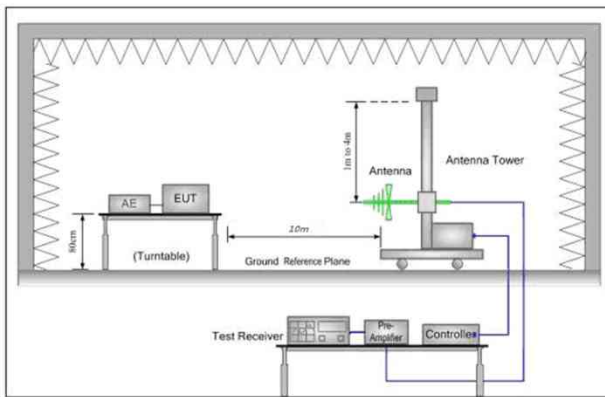 1m to 4m
Antenna
Antenna Tower
AE
EUT
80cm
(Turntable)
10m
Ground Reference Plane
Test Receiver
Pre-
Amplifier
Controller